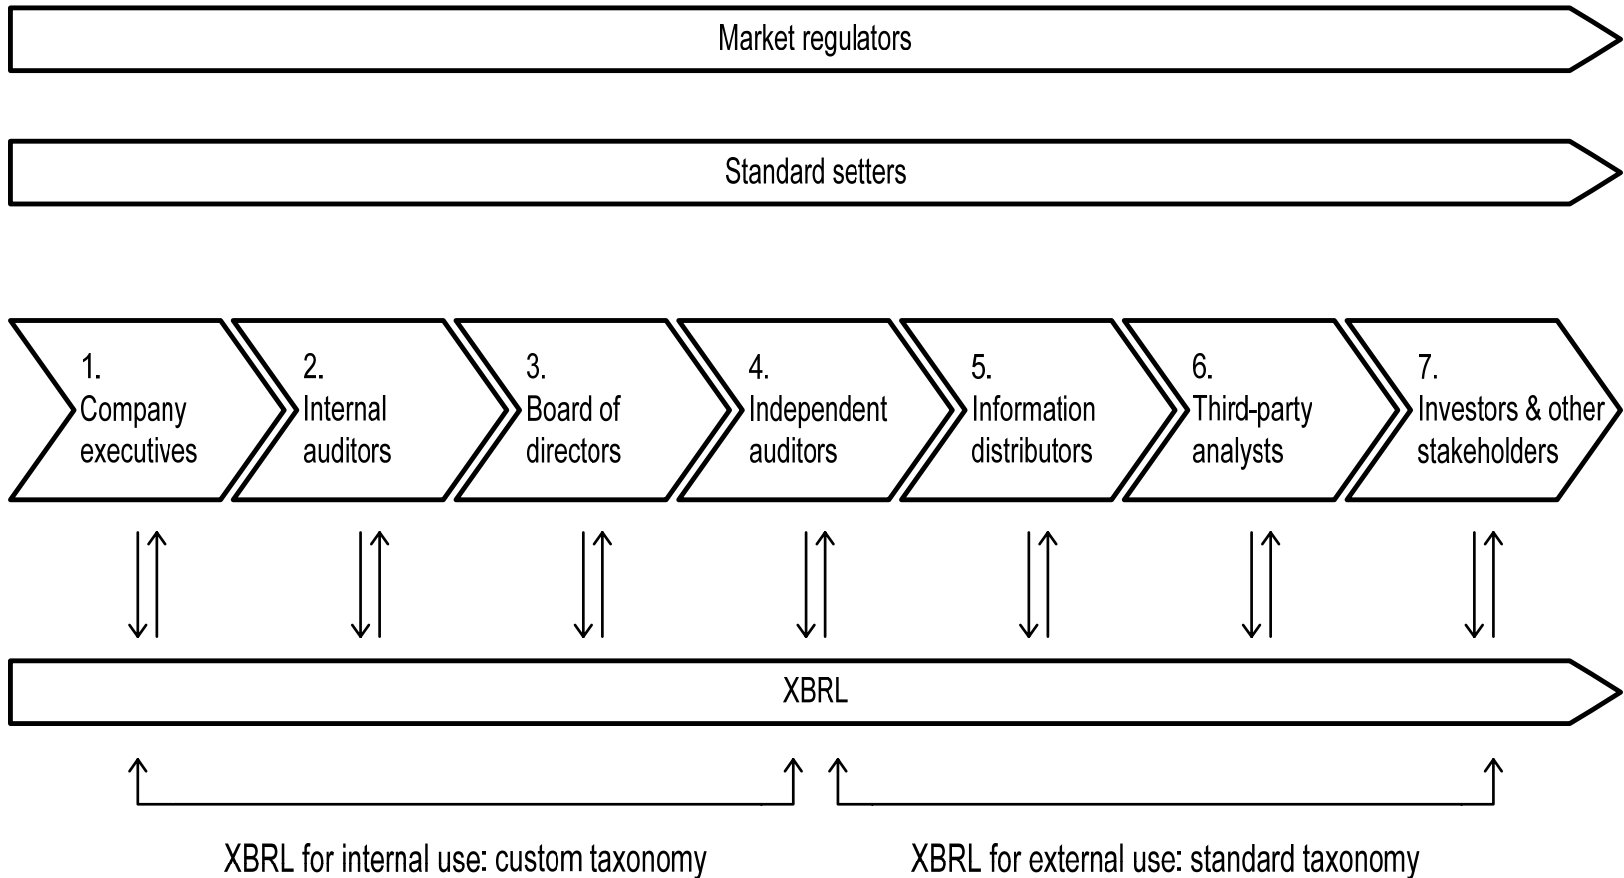 Market regulators
Standard setters
1.
Company
executives
2.
Internal
auditors
3.
Board of
directors
4.
Independent
auditors
5.
Information
distributors
6.
Third-party
analysts
7.
Investors & other
stakeholders
XBRL
XBRL for internal use: custom taxonomy
XBRL for external use: standard taxonomy